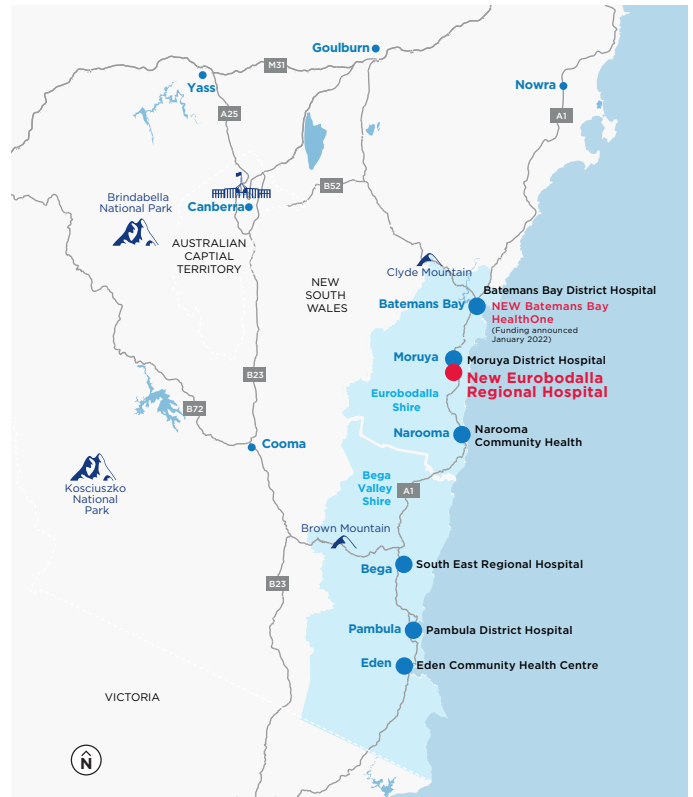 Goulburn
M31
Yass
Nowra
A25
A1
B52
Canberra
Brindabella
National Park
AUSTRALIAN
CAPTIAL
TERRITORY
Clyde Mountain
NEW
SOUTH
WALES
Batemans Bay District Hospital
Batemans Bay
NEW Batemans Bay
HealthOne
(Funding announced
January 2022)
Moruya
Moruya District Hospital
New Eurobodalla
Regional Hospital
B23
Eurobodalla
Shire
B72
Narooma
Narooma
Community Health
Cooma
Bega
Valley
Shire
A1
Kosciuszko
National
Park
Brown Mountain
Bega
South East Regional Hospital
B23
Pambula
Pambula District Hospital
Eden
Eden Community Health Centre
VICTORIA
N